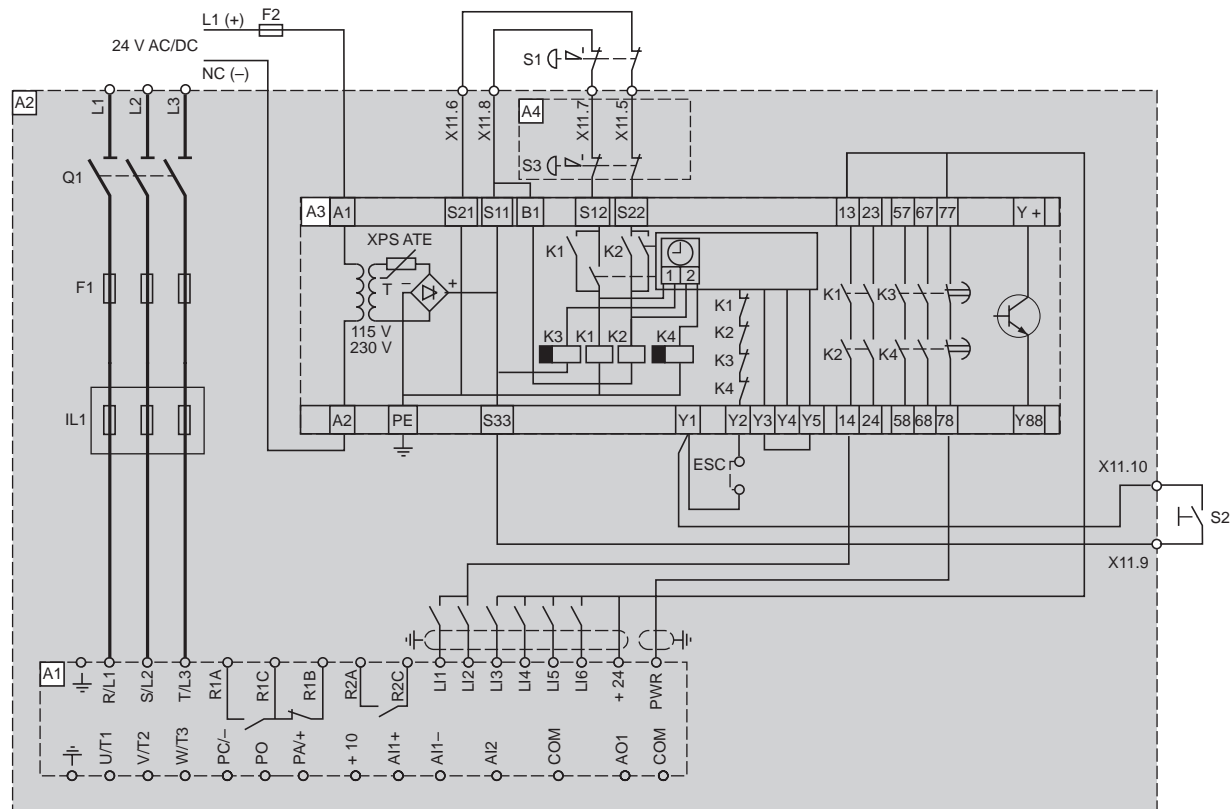 L1 (+)
F2
24 V AC/DC
NC (–)
S1
A2
L1
L2
L3
X11.6
X11.8
A4
X11.7
X11.5
S3
Q1
A3
A1
S21
S11
B1
S12
S22
13
23
57
67
77
Y +
XPS ATE
K1
K2
1
2
T
–
+
F1
115 V
230 V
K3
K1
K2
K4
K1
K2
K3
K4
K1
K3
K2
K4
IL1
A2
PE
S33
Y1
Y2
Y3
Y4
Y5
14
24
58
68
78
Y88
ESC
X11.10
S2
X11.9
A1
R/L1
S/L2
T/L3
R1A
R1C
R1B
R2A
R2C
LI1
LI2
LI3
LI4
LI5
LI6
+ 24
PWR
U/T1
V/T2
W/T3
PC/–
PO
PA/+
+ 10
AI1+
AI1–
AI2
COM
AO1
COM